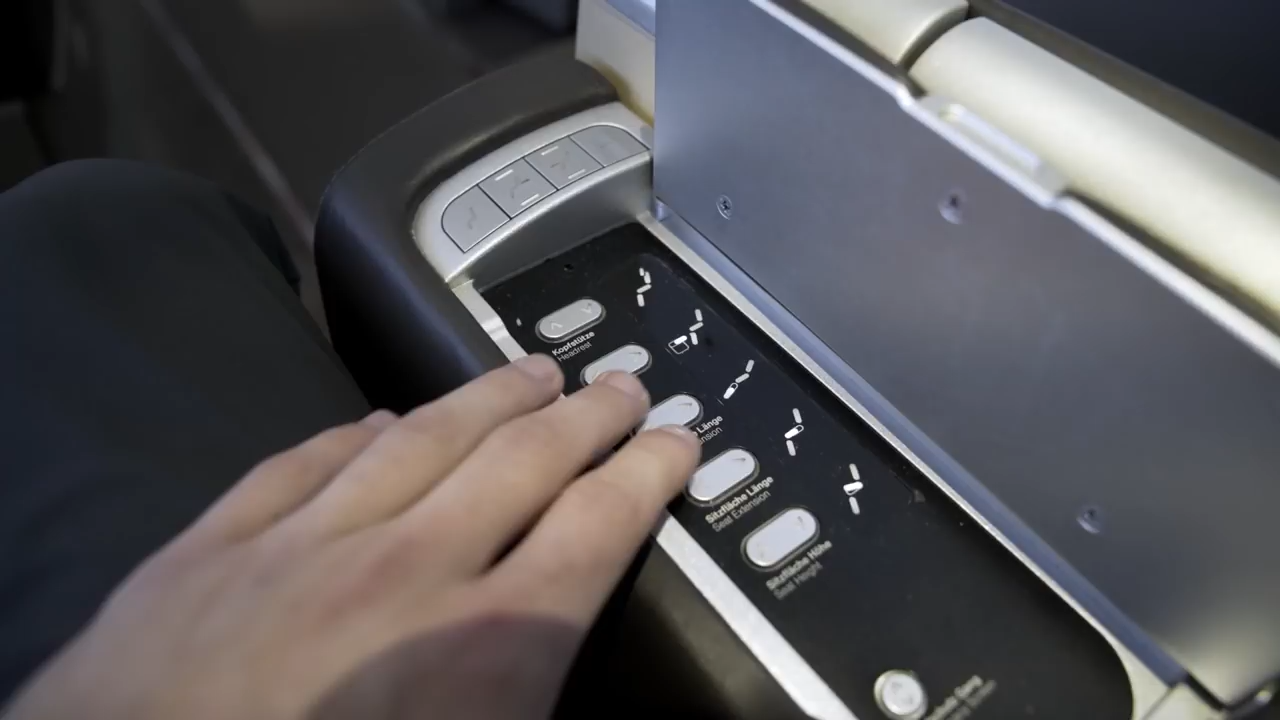 Kopfstütze
Headrest
Länge
Sitzfläche Länge
Seat Extension
Sitzfläche Höhe
Seat Height